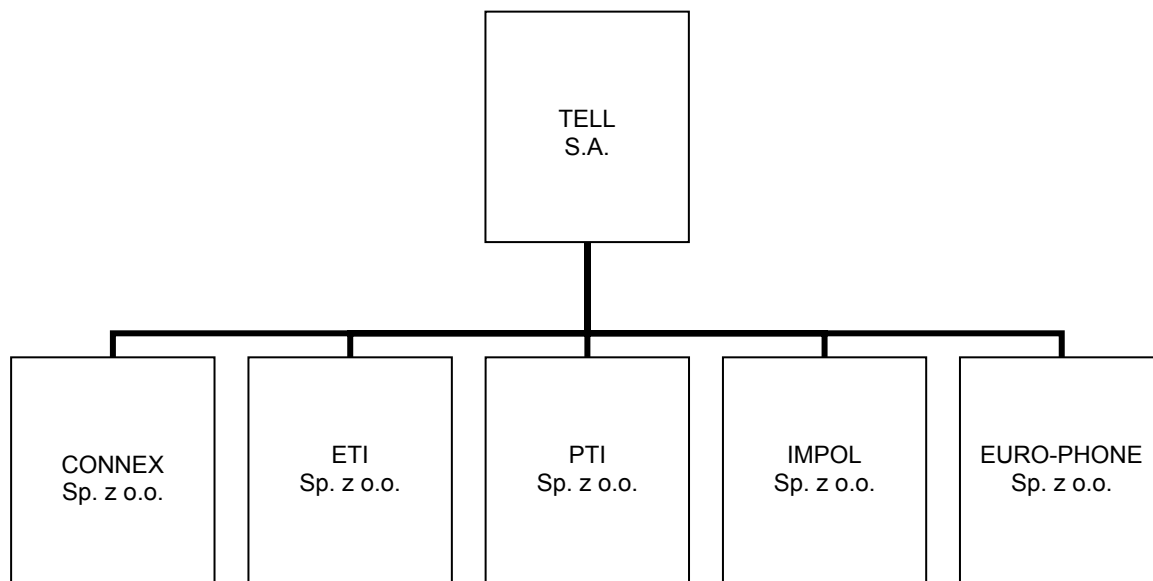 TELL
S.A.
CONNEX
Sp. z o.o.
ETI
Sp. z o.o.
PTI
Sp. z o.o.
IMPOL
Sp. z o.o.
EURO-PHONE
Sp. z o.o.